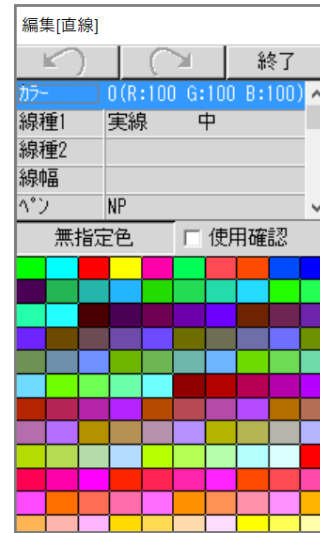 編集[直線]
終了
カラー 0(R:100 G:100 B:100)
線種1 実線 中
線種2
線幅
ペン NP
無指定色 使用確認